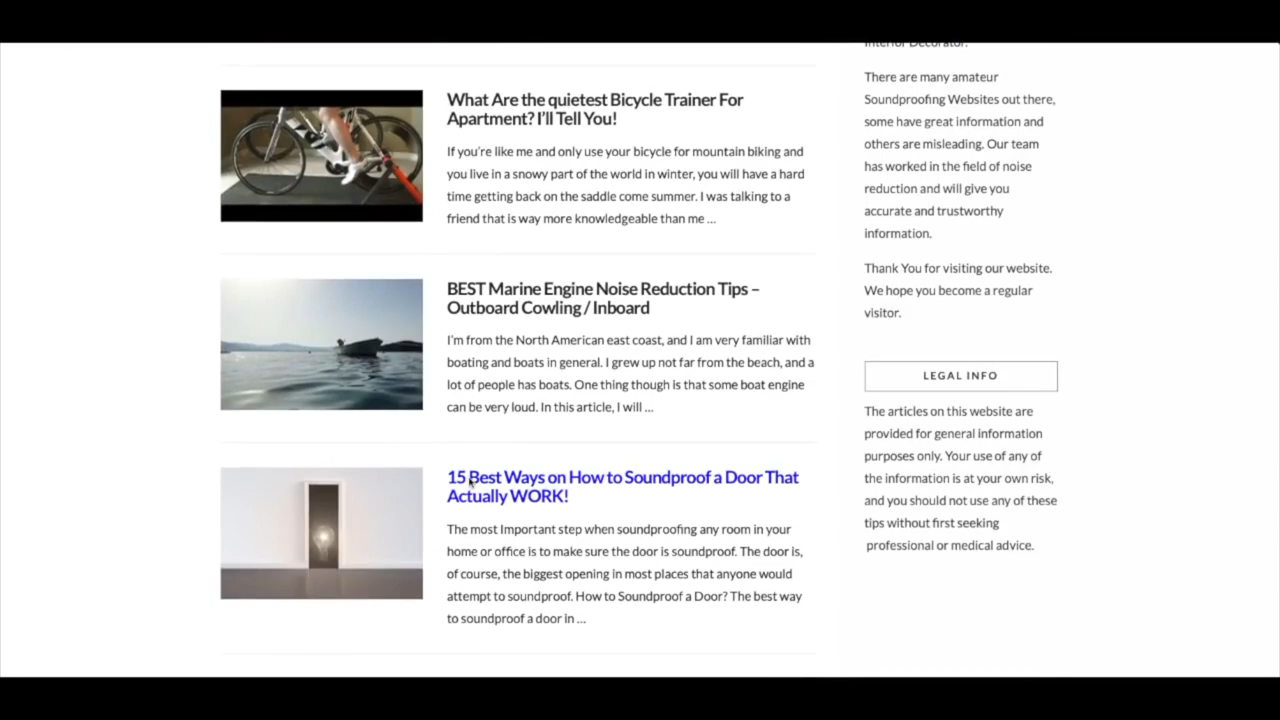 What Are the quietest Bicycle Trainer For
Apartment? I'll Tell You!
If you're like me and only use your bicycle for mountain biking and
you live in a snowy part of the world in winter, you will have a hard
time getting back on the saddle come summer. I was talking to a
friend that is way more knowledgeable than me ...
BEST Marine Engine Noise Reduction Tips –
Outboard Cowling / Inboard
I'm from the North American east coast, and I am very familiar with
boating and boats in general. I grew up not far from the beach, and a
lot of people has boats. One thing though is that some boat engine
can be very loud. In this article, I will ...
15 Best Ways on How to Soundproof a Door That
Actually WORK!
The most Important step when soundproofing any room in your
home or office is to make sure the door is soundproof. The door is,
of course, the biggest opening in most places that anyone would
attempt to soundproof. How to Soundproof a Door? The best way
to soundproof a door in ...
Interior Decorator.
There are many amateur
Soundproofing Websites out there,
some have great information and
others are misleading. Our team
has worked in the field of noise
reduction and will give you
accurate and trustworthy
information.
Thank You for visiting our website.
We hope you become a regular
visitor.
LEGAL INFO
The articles on this website are
provided for general information
purposes only. Your use of any of
the information is at your own risk,
and you should not use any of these
tips without first seeking
professional or medical advice.